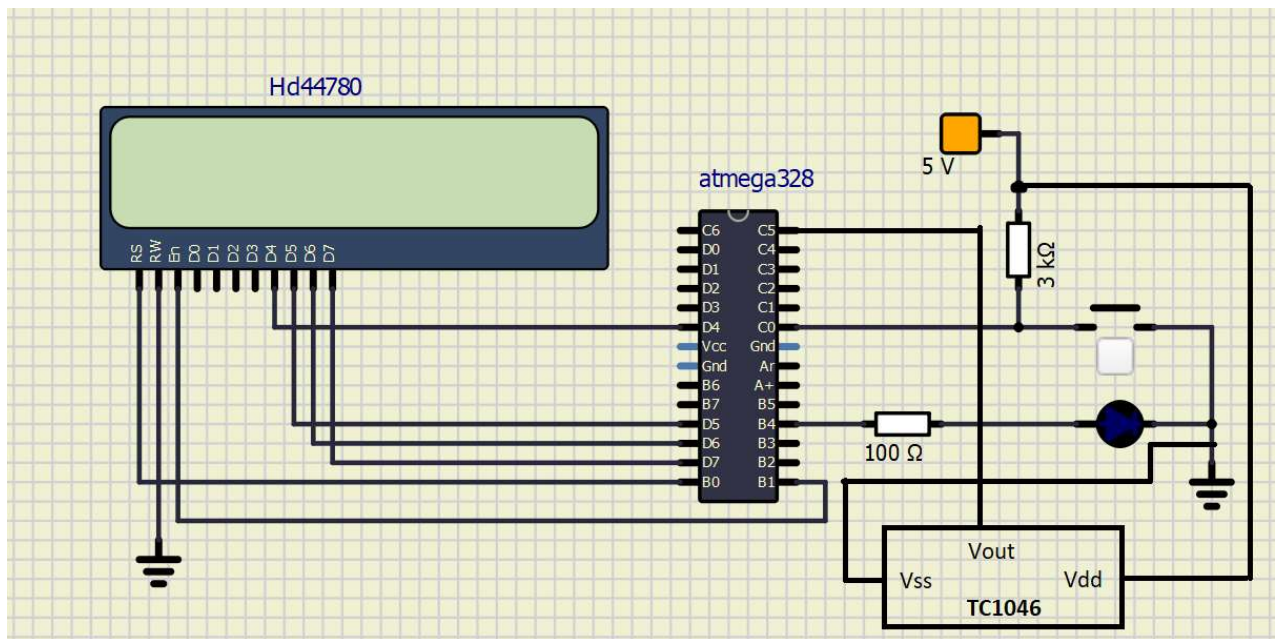 Hd44780
RS RW En D0 D1 D2 D3 D4 D5 D6 D7
5 V
3 kΩ
atmega328
C6 C5
D0 C4
D1 C3
D2 C2
D3 C1
D4 C0
Vcc Gnd
Gnd Ar
B6 A+
B7 B5
D5 B4
D6 B3
D7 B2
B0 B1
100 Ω
Vout
Vss Vdd
TC1046